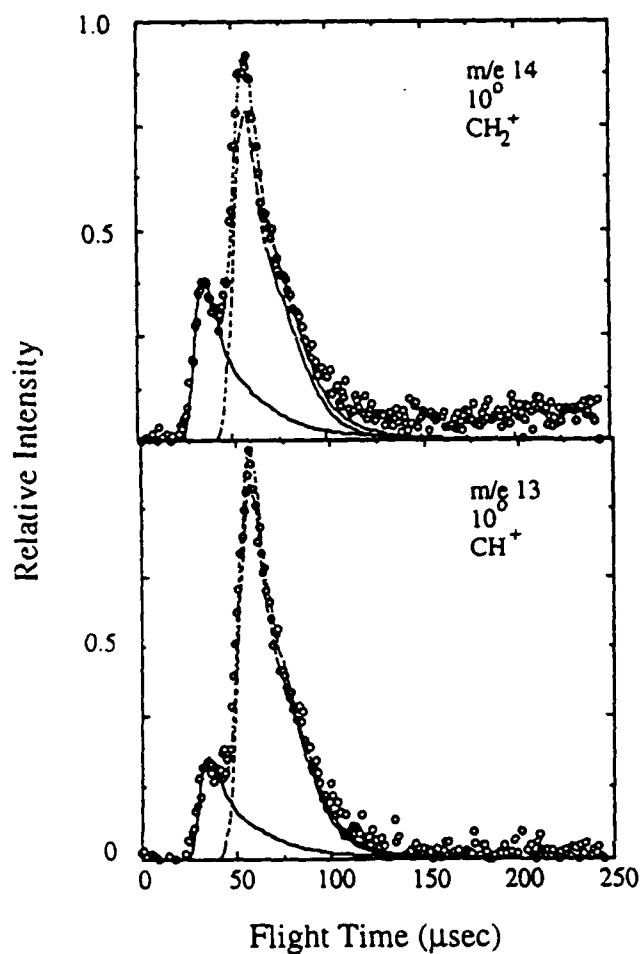 1.0
m/e 14
10°
CH₂⁺
0.5
Relative Intensity
m/e 13
10°
CH⁺
0.5
0
0 50 100 150 200 250
Flight Time (μsec)